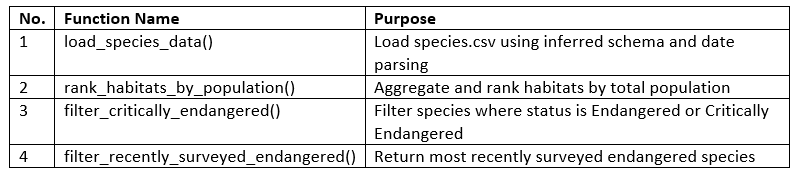 No. Function Name Purpose
1 load_species_data() Load species.csv using inferred schema and date
parsing
2 rank_habitats_by_population() Aggregate and rank habitats by total population
3 filter_critically_endangered() Filter species where status is Endangered or Critically
Endangered
4 filter_recently_surveyed_endangered() Return most recently surveyed endangered species